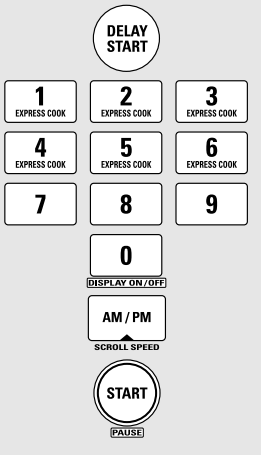 DELAY
START
1 2 3
EXPRESS COOK EXPRESS COOK EXPRESS COOK
4 5 6
EXPRESS COOK EXPRESS COOK EXPRESS COOK
7 8 9
0
DISPLAY ON/OFF
AM / PM
SCROLL SPEED
START
PAUSE